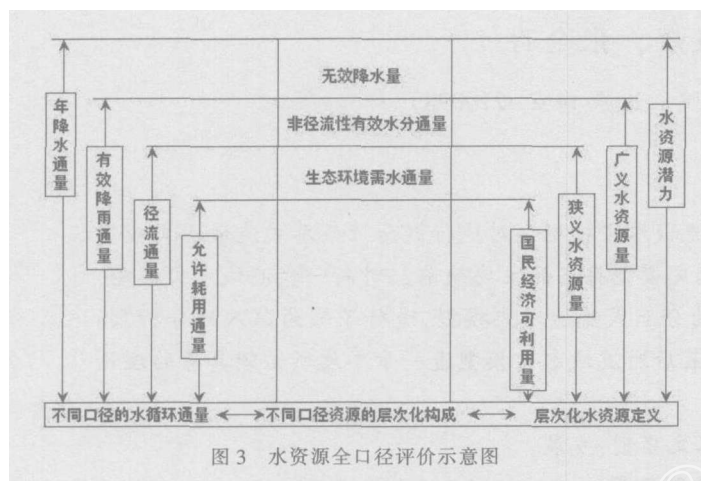 无效降水量
非径流性有效水分通量
生态环境需水通量
年降水通量
有效降雨通量
径流通量
允许耗用通量
国民经济可利用量
狭义水资源量
广义水资源量
水资源潜力
不同口径的水循环通量
不同口径资源的层次化构成
层次化水资源定义
图 3 水资源全口径评价示意图